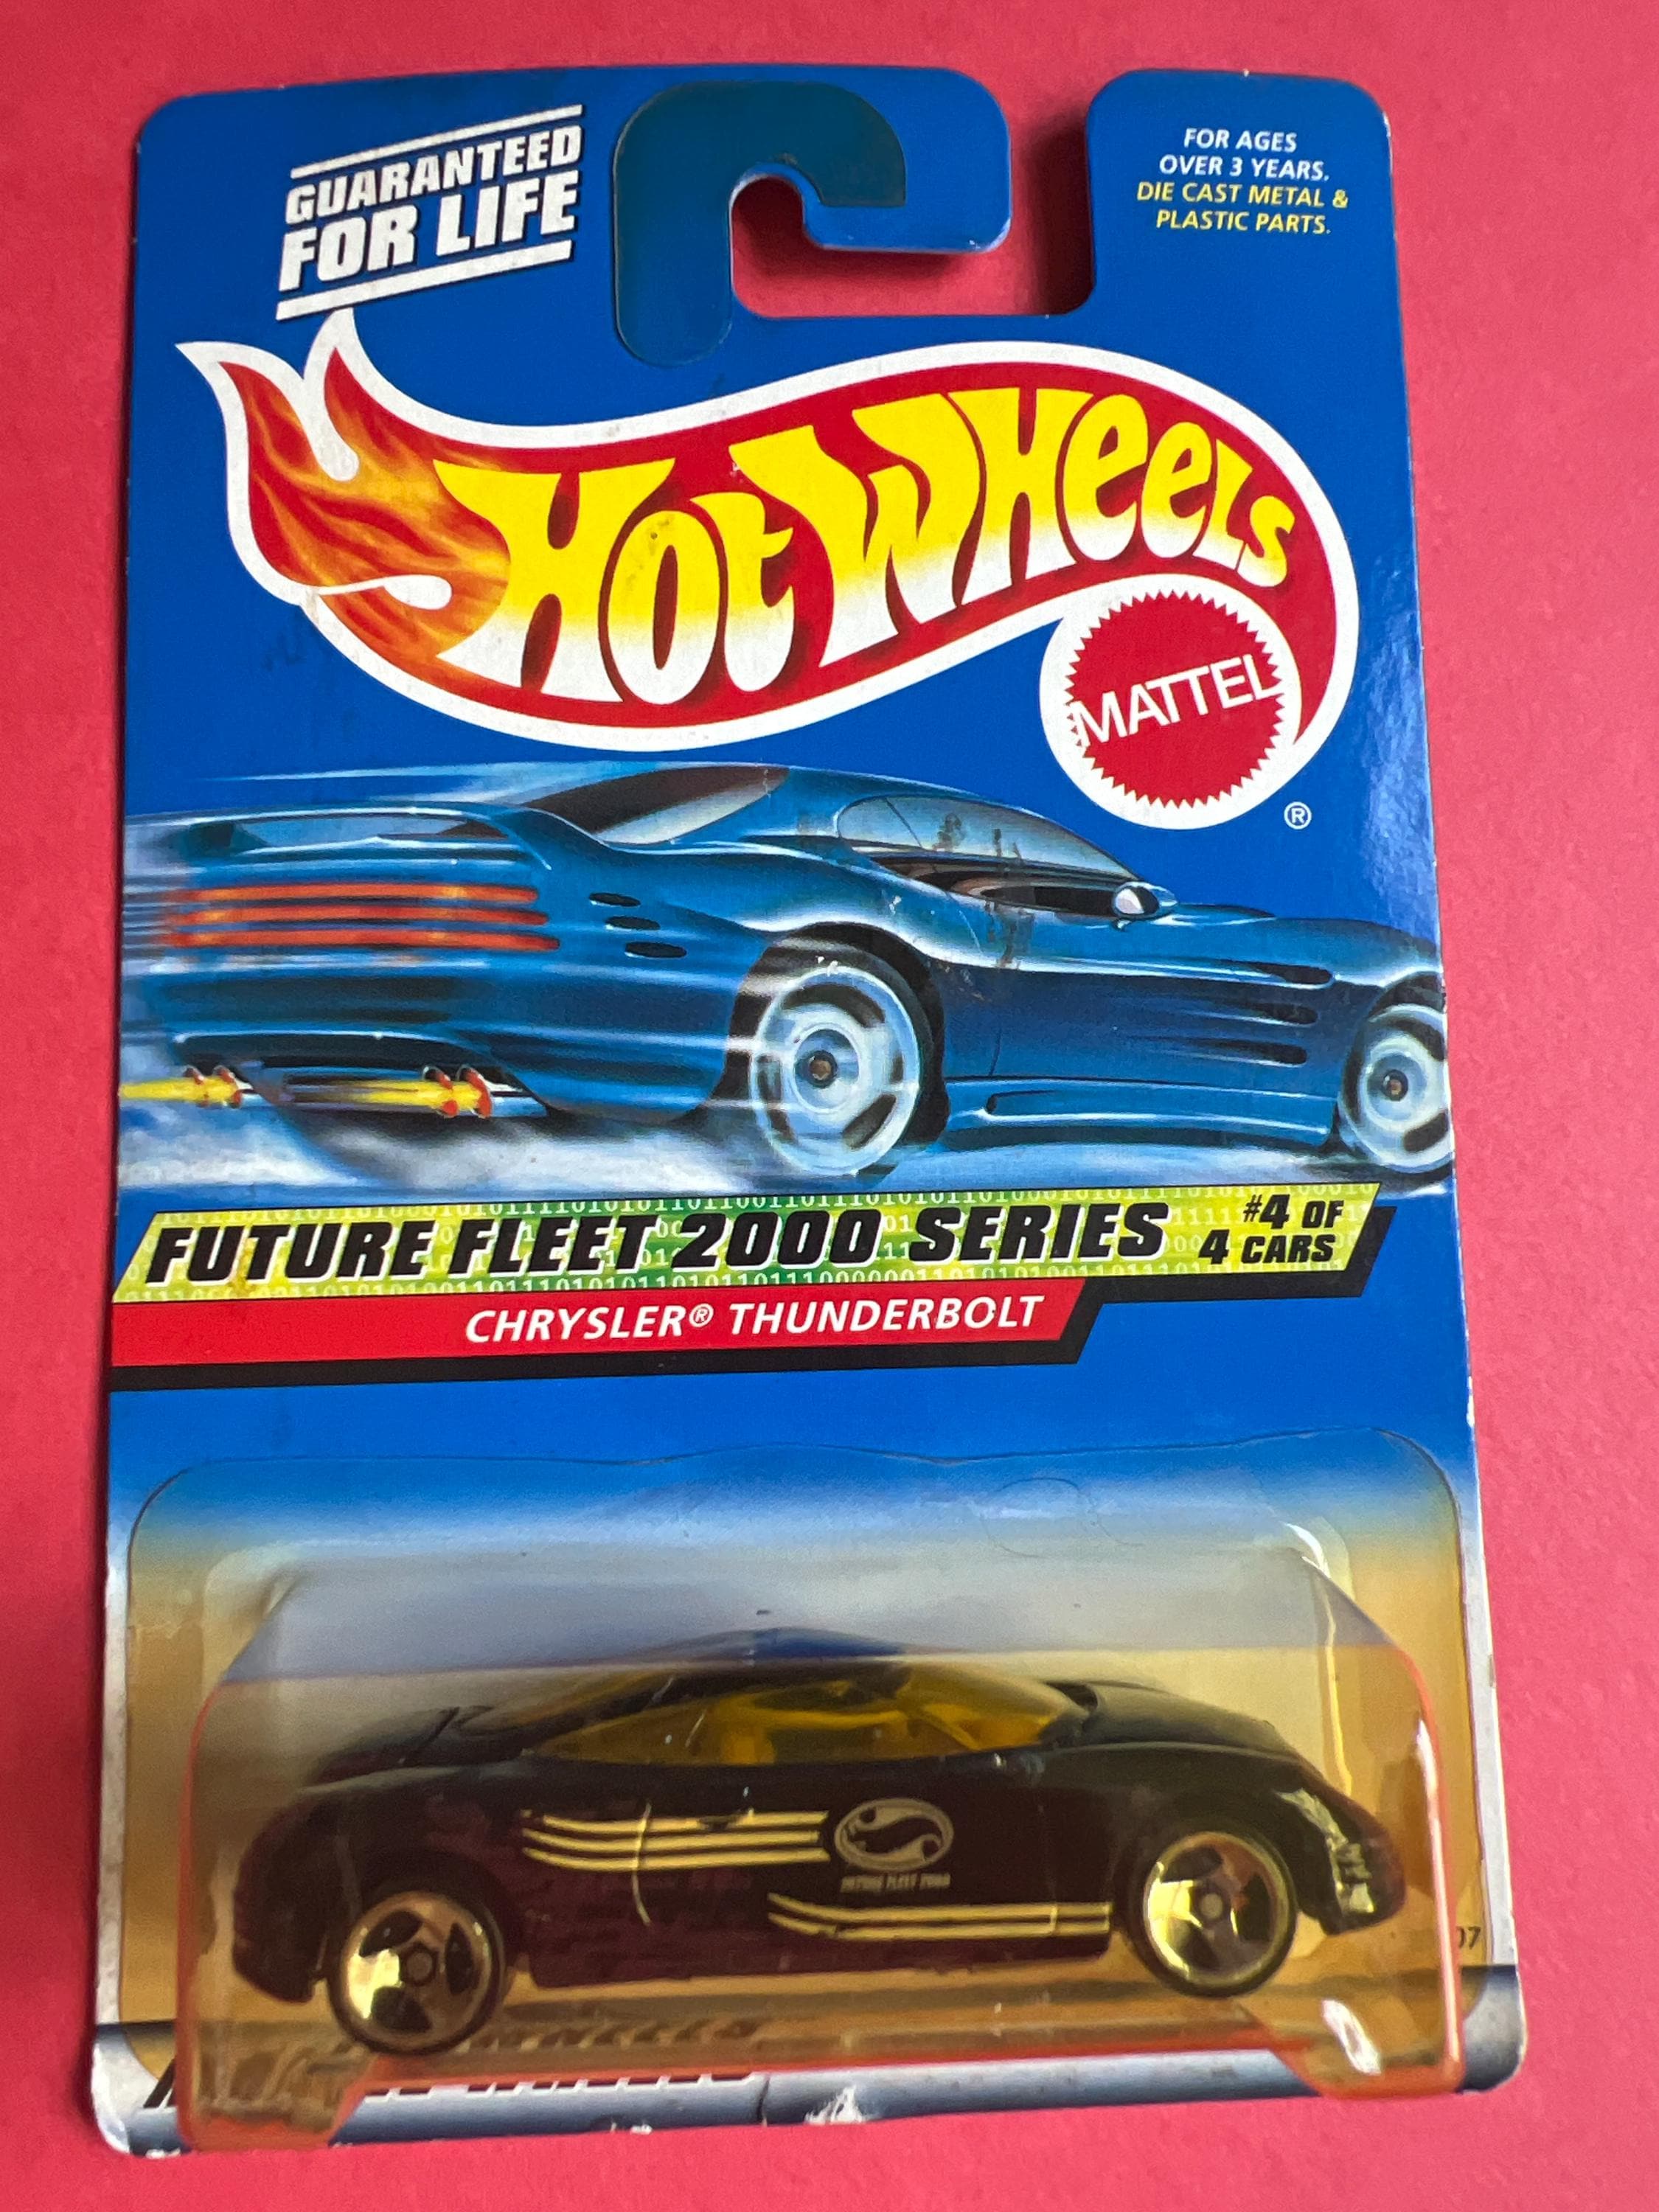 GUARANTEED
FOR LIFE
FOR AGES
OVER 3 YEARS.
DIE CAST METAL &
PLASTIC PARTS.
HOT WHEELS
MATTEL
®
FUTURE FLEET 2000 SERIES
#4 OF
4 CARS
CHRYSLER® THUNDERBOLT
FUTURE FLEET 2000